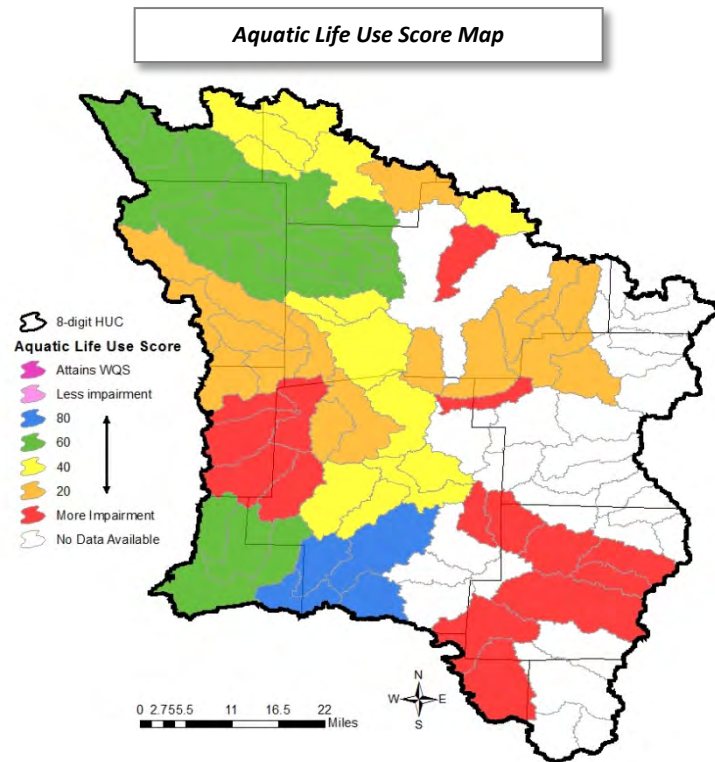 Aquatic Life Use Score Map
8-digit HUC
Aquatic Life Use Score
Attains WQS
Less impairment
80
60
40
20
More Impairment
No Data Available
N
W E
S
0 2.755.5 11 16.5 22
Miles